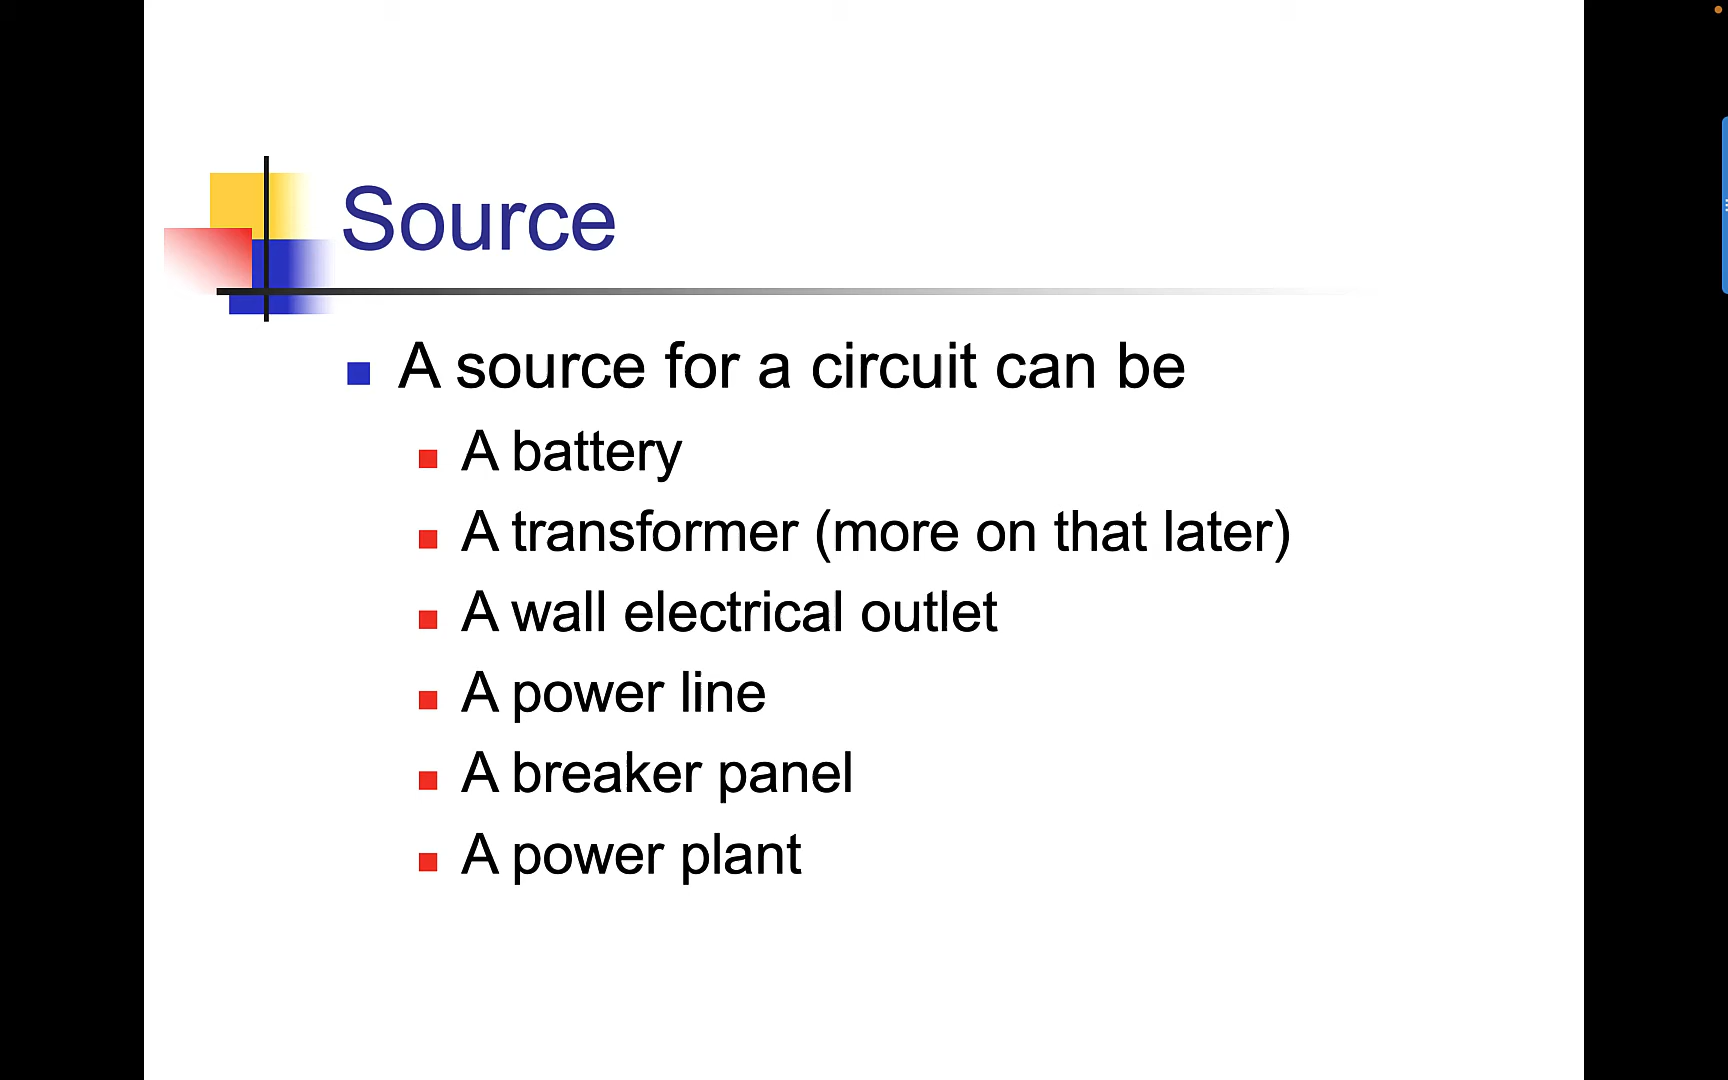 Source
A source for a circuit can be
A battery
A transformer (more on that later)
A wall electrical outlet
A power line
A breaker panel
A power plant